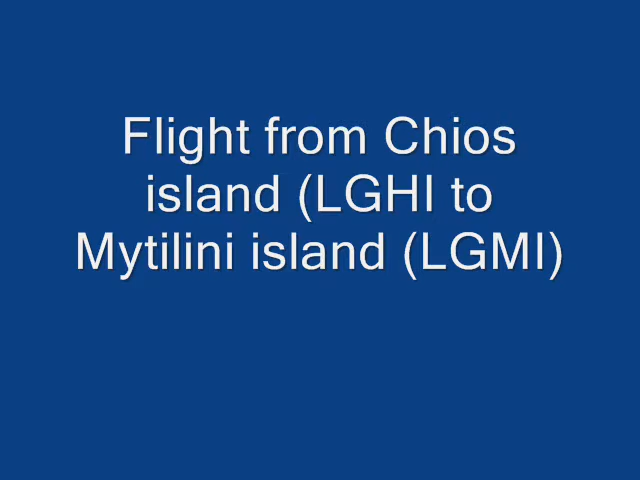 Flight from Chios
island (LGHI to
Mytilini island (LGMI)